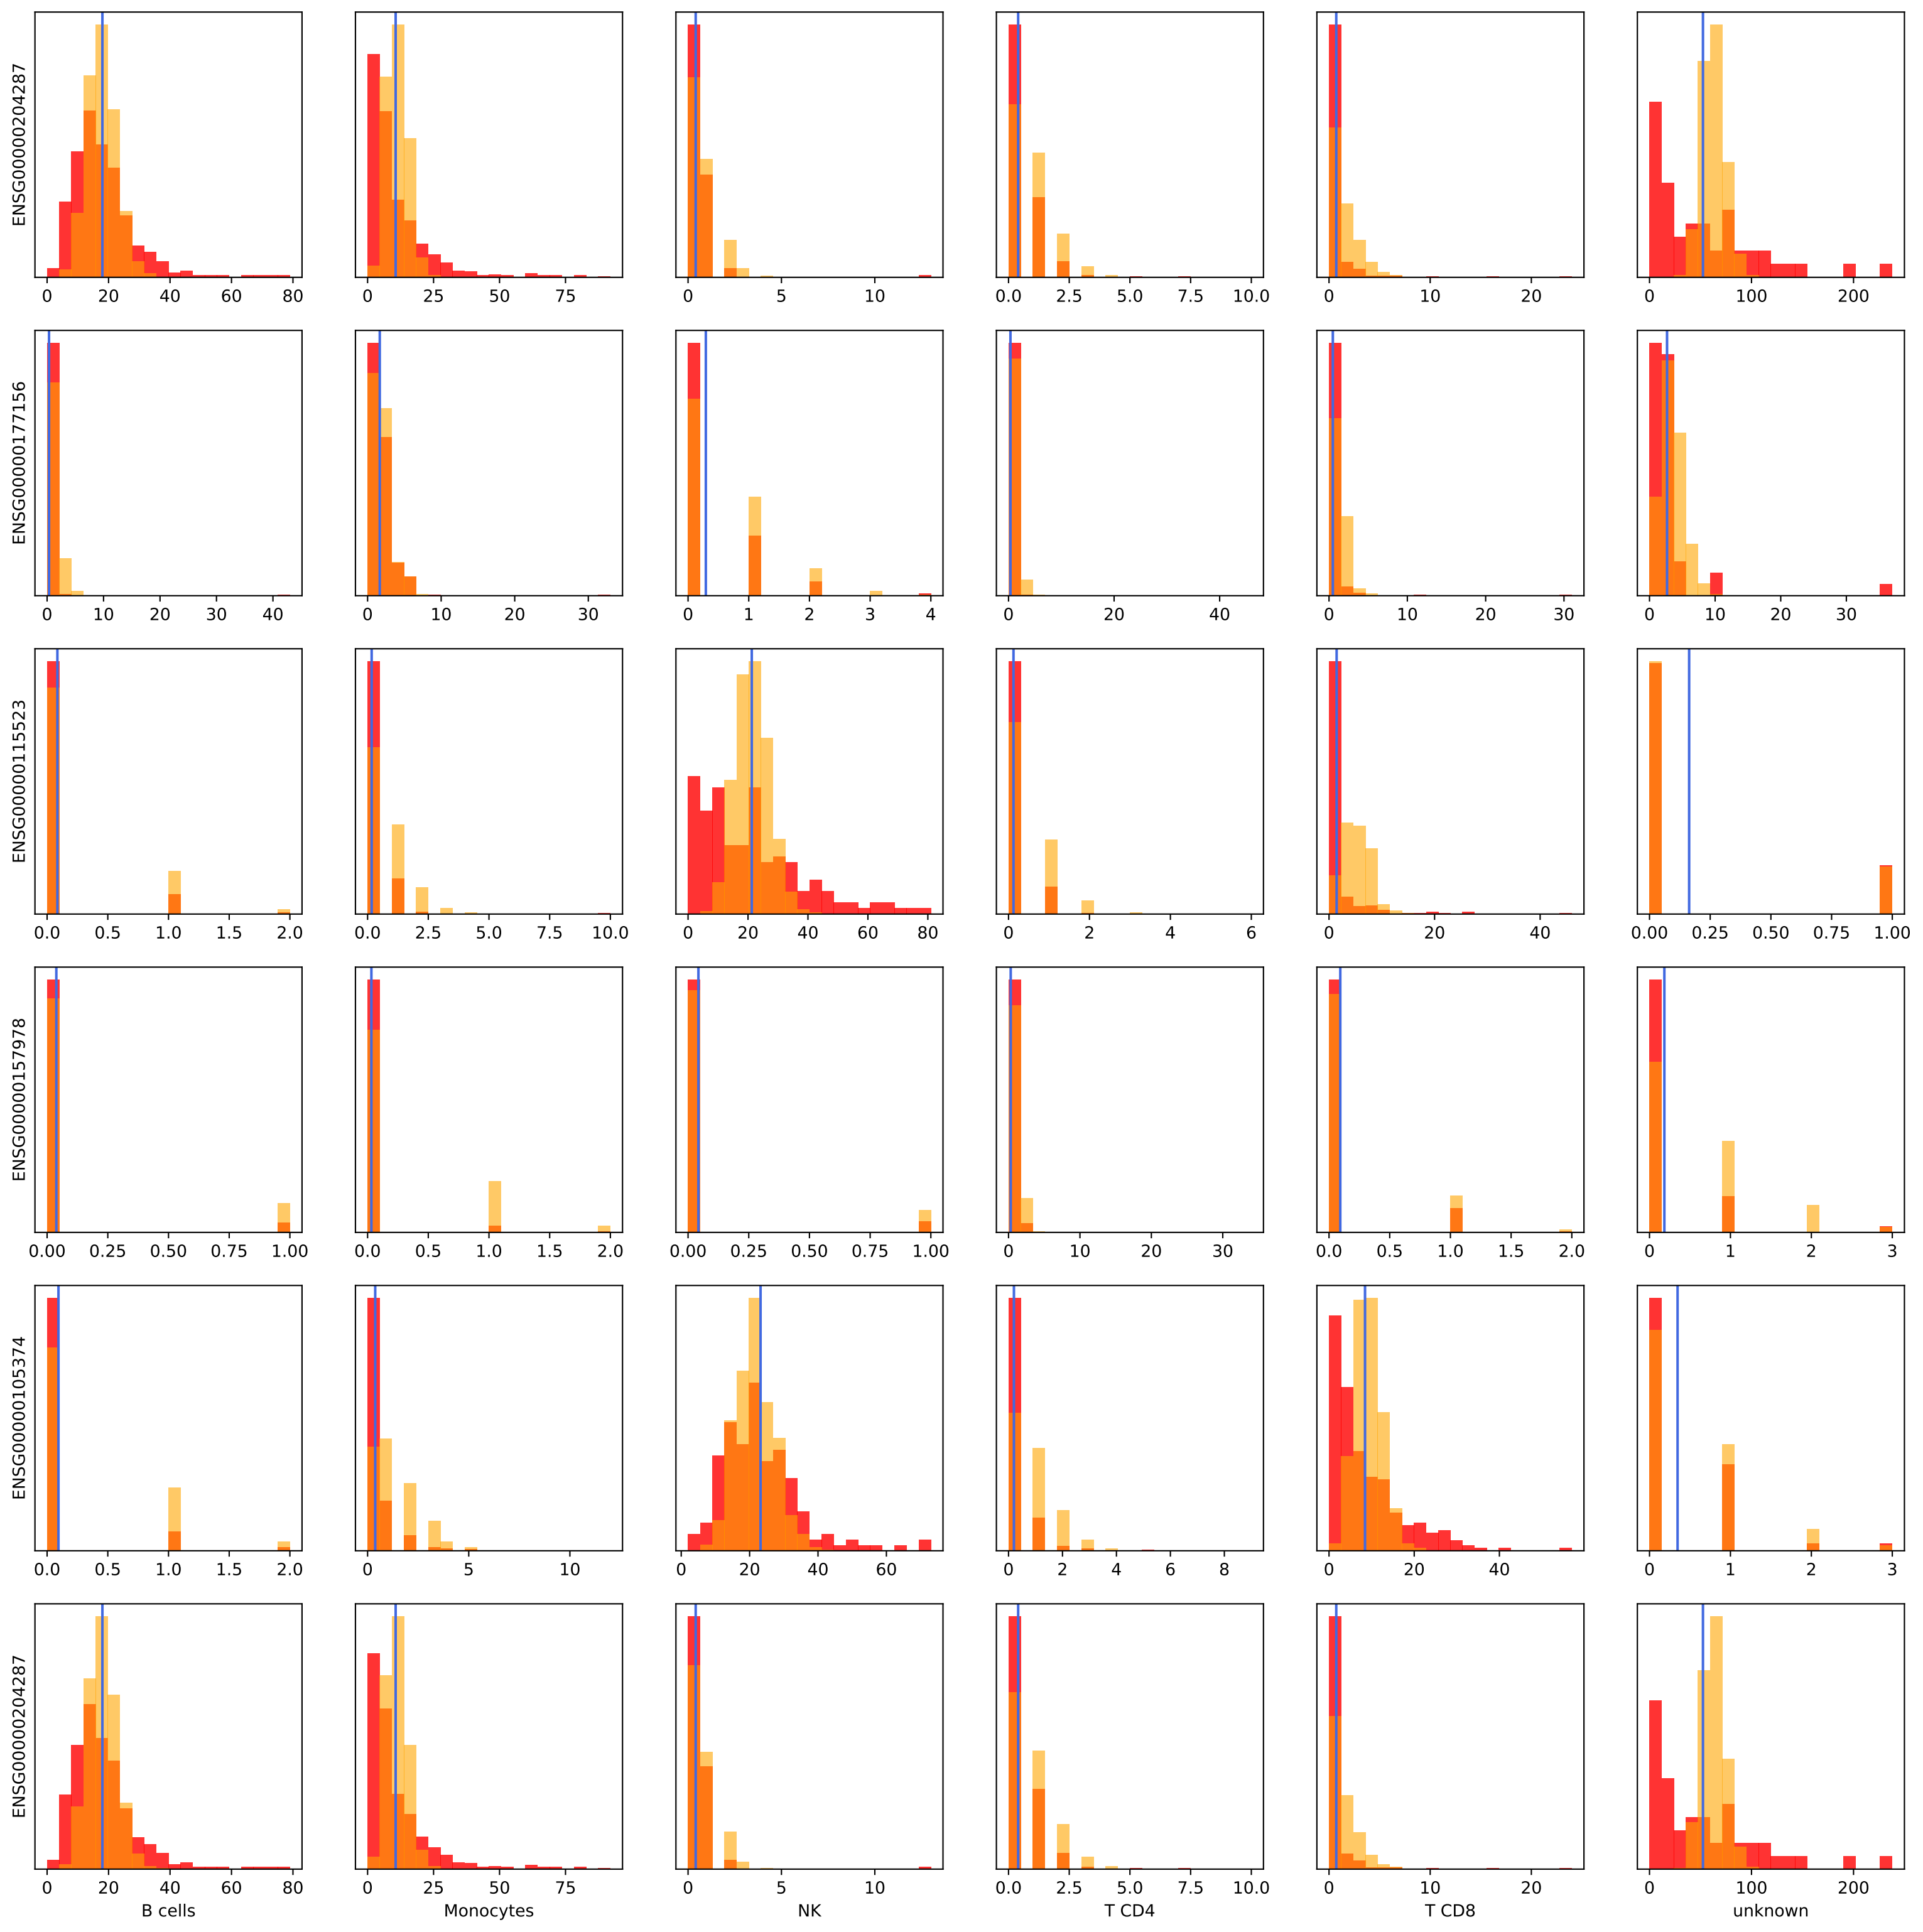 ENSG00000204287
0 20 40 60 80
0 25 50 75
0 5 10
0.0 2.5 5.0 7.5 10.0
0 10 20
0 100 200
ENSG00000177156
0 10 20 30 40
0 10 20 30
0 1 2 3 4
0 20 40
0 10 20 30
0 10 20 30
ENSG00000115523
0.0 0.5 1.0 1.5 2.0
0.0 2.5 5.0 7.5 10.0
0 20 40 60 80
0 2 4 6
0 20 40
0.00 0.25 0.50 0.75 1.00
ENSG00000157978
0.00 0.25 0.50 0.75 1.00
0.0 0.5 1.0 1.5 2.0
0.00 0.25 0.50 0.75 1.00
0 10 20 30
0.0 0.5 1.0 1.5 2.0
0 1 2 3
ENSG00000105374
0.0 0.5 1.0 1.5 2.0
0 5 10
0 20 40 60
0 2 4 6 8
0 20 40
0 1 2 3
ENSG00000204287
0 20 40 60 80
0 25 50 75
0 5 10
0.0 2.5 5.0 7.5 10.0
0 10 20
0 100 200
B cells
Monocytes
NK
T CD4
T CD8
unknown